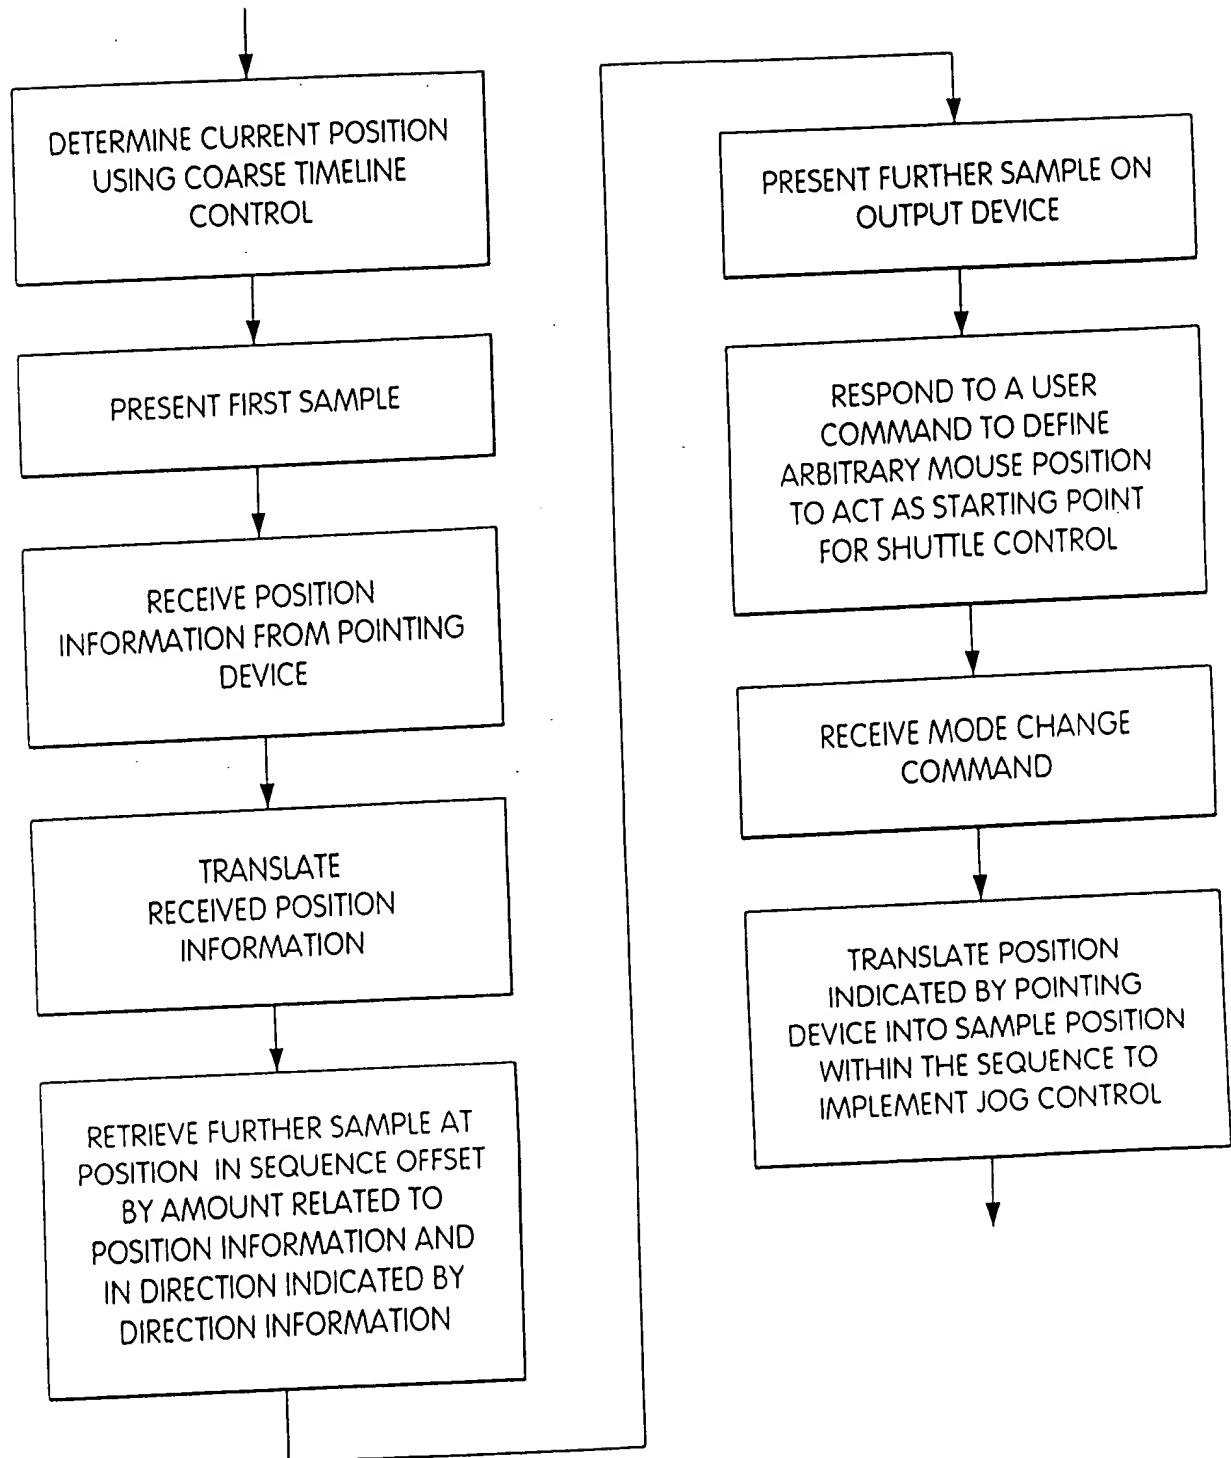 DETERMINE CURRENT POSITION
USING COARSE TIMELINE
CONTROL
PRESENT FIRST SAMPLE
RECEIVE POSITION
INFORMATION FROM POINTING
DEVICE
TRANSLATE
RECEIVED POSITION
INFORMATION
RETRIEVE FURTHER SAMPLE AT
POSITION IN SEQUENCE OFFSET
BY AMOUNT RELATED TO
POSITION INFORMATION AND
IN DIRECTION INDICATED BY
DIRECTION INFORMATION
PRESENT FURTHER SAMPLE ON
OUTPUT DEVICE
RESPOND TO A USER
COMMAND TO DEFINE
ARBITRARY MOUSE POSITION
TO ACT AS STARTING POINT
FOR SHUTTLE CONTROL
RECEIVE MODE CHANGE
COMMAND
TRANSLATE POSITION
INDICATED BY POINTING
DEVICE INTO SAMPLE POSITION
WITHIN THE SEQUENCE TO
IMPLEMENT JOG CONTROL